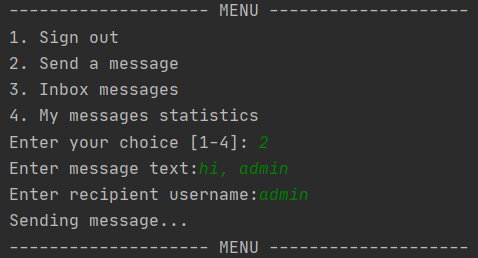 -------------------- MENU --------------------
1. Sign out
2. Send a message
3. Inbox messages
4. My messages statistics
Enter your choice [1-4]: 2
Enter message text:hi, admin
Enter recipient username:admin
Sending message...
-------------------- MENU --------------------